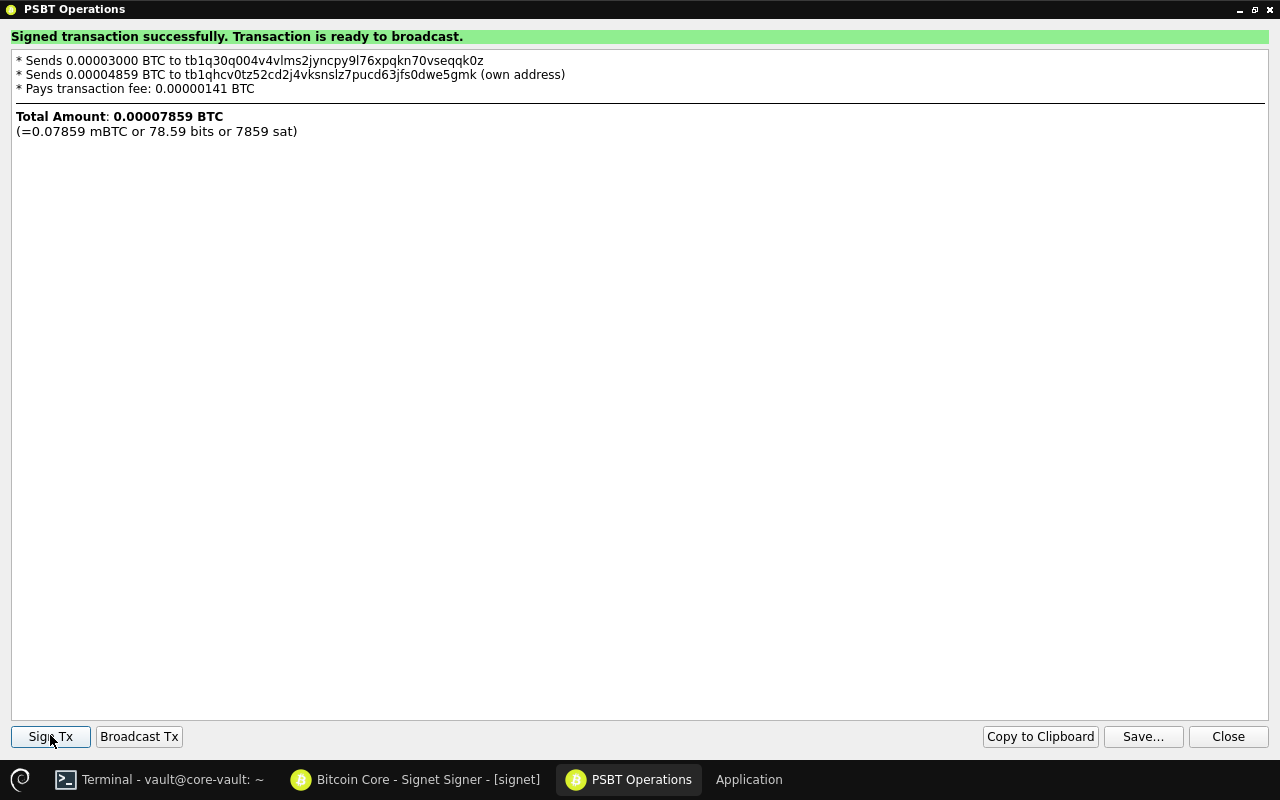 PSBT Operations
Signed transaction successfully. Transaction is ready to broadcast.
* Sends 0.00003000 BTC to tb1q30q004v4vlms2jyncpy9l76xpqkn70vseqqk0z
* Sends 0.00004859 BTC to tb1qhcv0tz52cd2j4vksnslz7pucd63jfs0dwe5gmk (own address)
* Pays transaction fee: 0.00000141 BTC
Total Amount: 0.00007859 BTC
(=0.07859 mBTC or 78.59 bits or 7859 sat)
Sign Tx
Broadcast Tx
Copy to Clipboard
Save...
Close
Terminal - vault@core-vault: ~
Bitcoin Core - Signet Signer - [signet]
PSBT Operations
Application